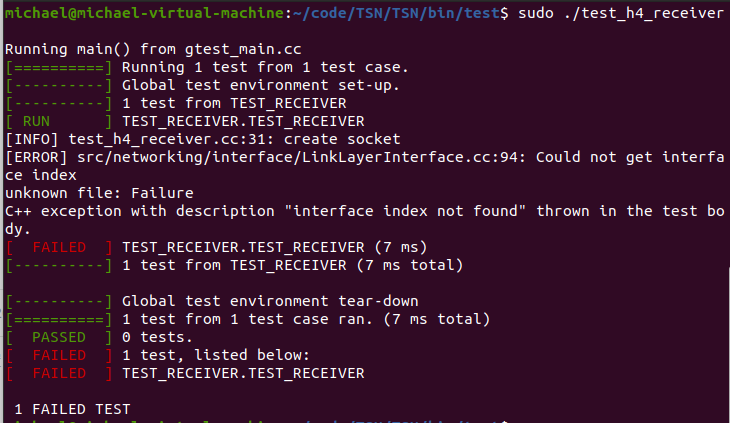 michael@michael-virtual-machine:~/code/TSN/TSN/bin/test$ sudo ./test_h4_receiver
Running main() from gtest_main.cc
[==========] Running 1 test from 1 test case.
[----------] Global test environment set-up.
[----------] 1 test from TEST_RECEIVER
[ RUN      ] TEST_RECEIVER.TEST_RECEIVER
[INFO] test_h4_receiver.cc:31: create socket
[ERROR] src/networking/interface/LinkLayerInterface.cc:94: Could not get interfa
ce index
unknown file: Failure
C++ exception with description "interface index not found" thrown in the test bo
dy.
[  FAILED  ] TEST_RECEIVER.TEST_RECEIVER (7 ms)
[----------] 1 test from TEST_RECEIVER (7 ms total)
[----------] Global test environment tear-down
[==========] 1 test from 1 test case ran. (7 ms total)
[  PASSED  ] 0 tests.
[  FAILED  ] 1 test, listed below:
[  FAILED  ] TEST_RECEIVER.TEST_RECEIVER
1 FAILED TEST